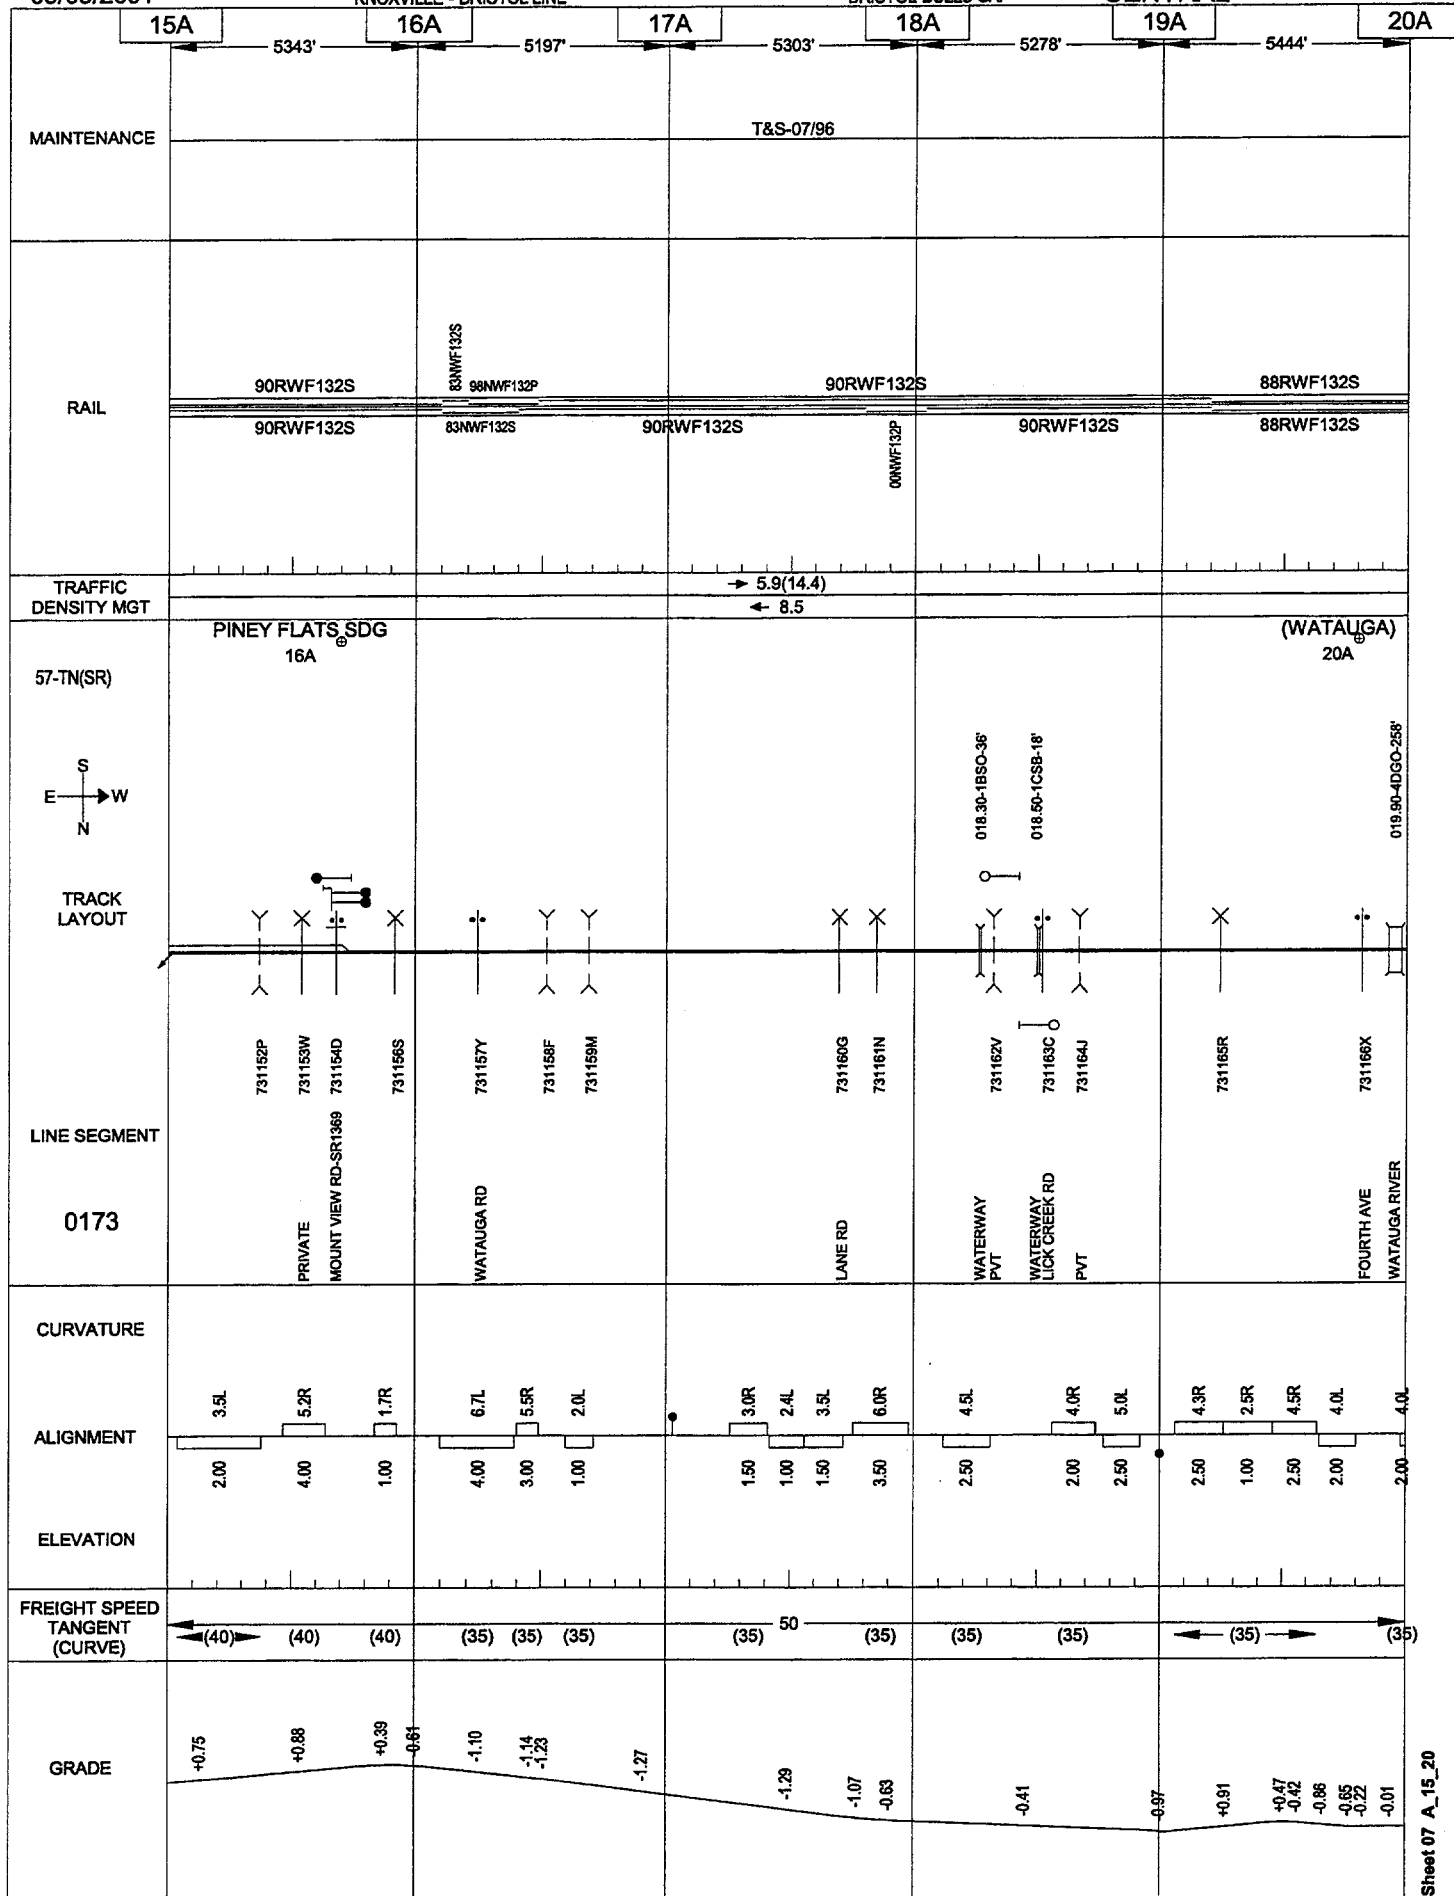 15A 16A 17A 18A 19A 20A
5343' 5197' 5303' 5278' 5444'
MAINTENANCE
T&S-07/96
RAIL
83NWF132S
90RWF132S 98NWF132P 90RWF132S 88RWF132S
90RWF132S 83NWF132S 90RWF132S 90RWF132S 88RWF132S
00NWF132P
TRAFFIC
DENSITY MGT
→ 5.9(14.4)
← 8.5
PINEY FLATS SDG
16A
(WATAUGA)
20A
57-TN(SR)
S
E W
N
018.30-1BSO-36'
018.50-1CSB-18'
019.90-4DGO-258'
TRACK
LAYOUT
731152P
731153W
731154D
731156S
731157Y
731158F
731159M
731160G
731161N
731162V
731163C
731164J
731165R
731166X
LINE SEGMENT
0173
PRIVATE
MOUNT VIEW RD-SR1369
WATAUGA RD
LANE RD
WATERWAY
PVT
WATERWAY
LICK CREEK RD
PVT
FOURTH AVE
WATAUGA RIVER
CURVATURE
3.5L 5.2R 1.7R 6.7L 5.5R 2.0L 3.0R 2.4L 3.5L 6.0R 4.5L 4.0R 5.0L 4.3R 2.5R 4.5R 4.0L 4.0L
ALIGNMENT
2.00 4.00 1.00 4.00 3.00 1.00 1.50 1.00 1.50 3.50 2.50 2.00 2.50 2.50 1.00 2.50 2.00 2.00
ELEVATION
FREIGHT SPEED
TANGENT
(CURVE)
50
(40) (40) (40) (35) (35) (35) (35) (35) (35) (35) (35) (35)
GRADE
+0.75 +0.88 +0.39 -0.61 -1.10 -1.14 -1.23 -1.27 -1.29 -1.07 -0.63 -0.41 -0.97 +0.91 +0.47 -0.42 -0.86 -0.65 -0.22 -0.01
Sheet 07 A_15_20